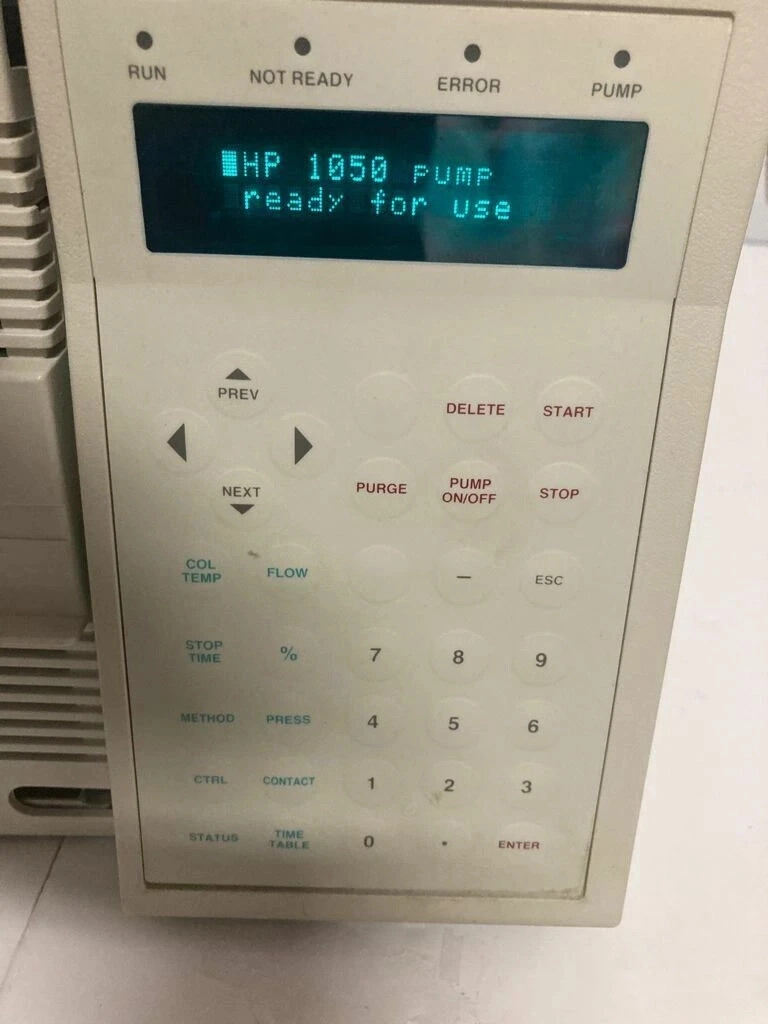 RUN NOT READY ERROR PUMP
HP 1050 pump
ready for use
PREV
DELETE START
NEXT
PURGE PUMP ON/OFF STOP
COL TEMP FLOW – ESC
STOP TIME % 7 8 9
METHOD PRESS 4 5 6
CTRL CONTACT 1 2 3
STATUS TIME TABLE 0 . ENTER